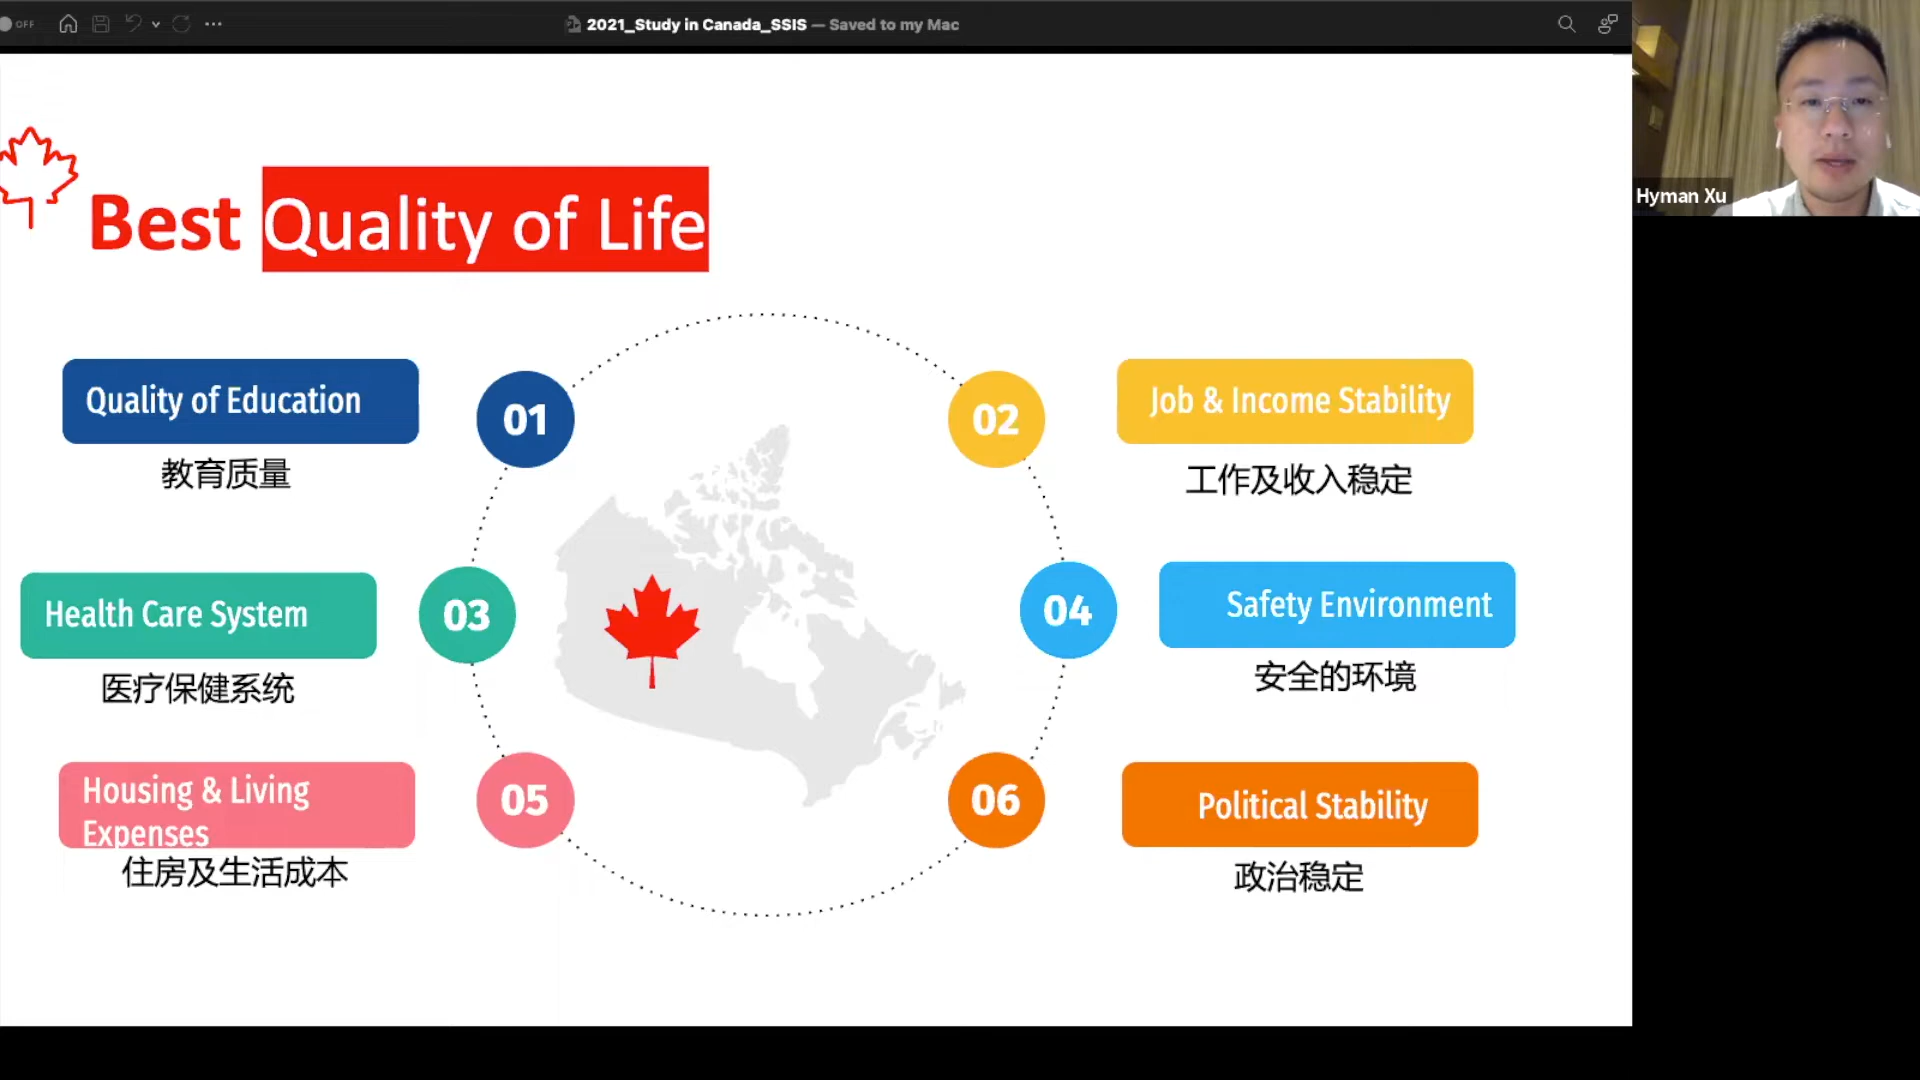 OFF
2021_Study in Canada_SSIS — Saved to my Mac
Hyman Xu
Best Quality of Life
Quality of Education
01
教育质量
02
Job & Income Stability
工作及收入稳定
Health Care System
03
医疗保健系统
04
Safety Environment
安全的环境
Housing & Living
Expenses
05
住房及生活成本
06
Political Stability
政治稳定